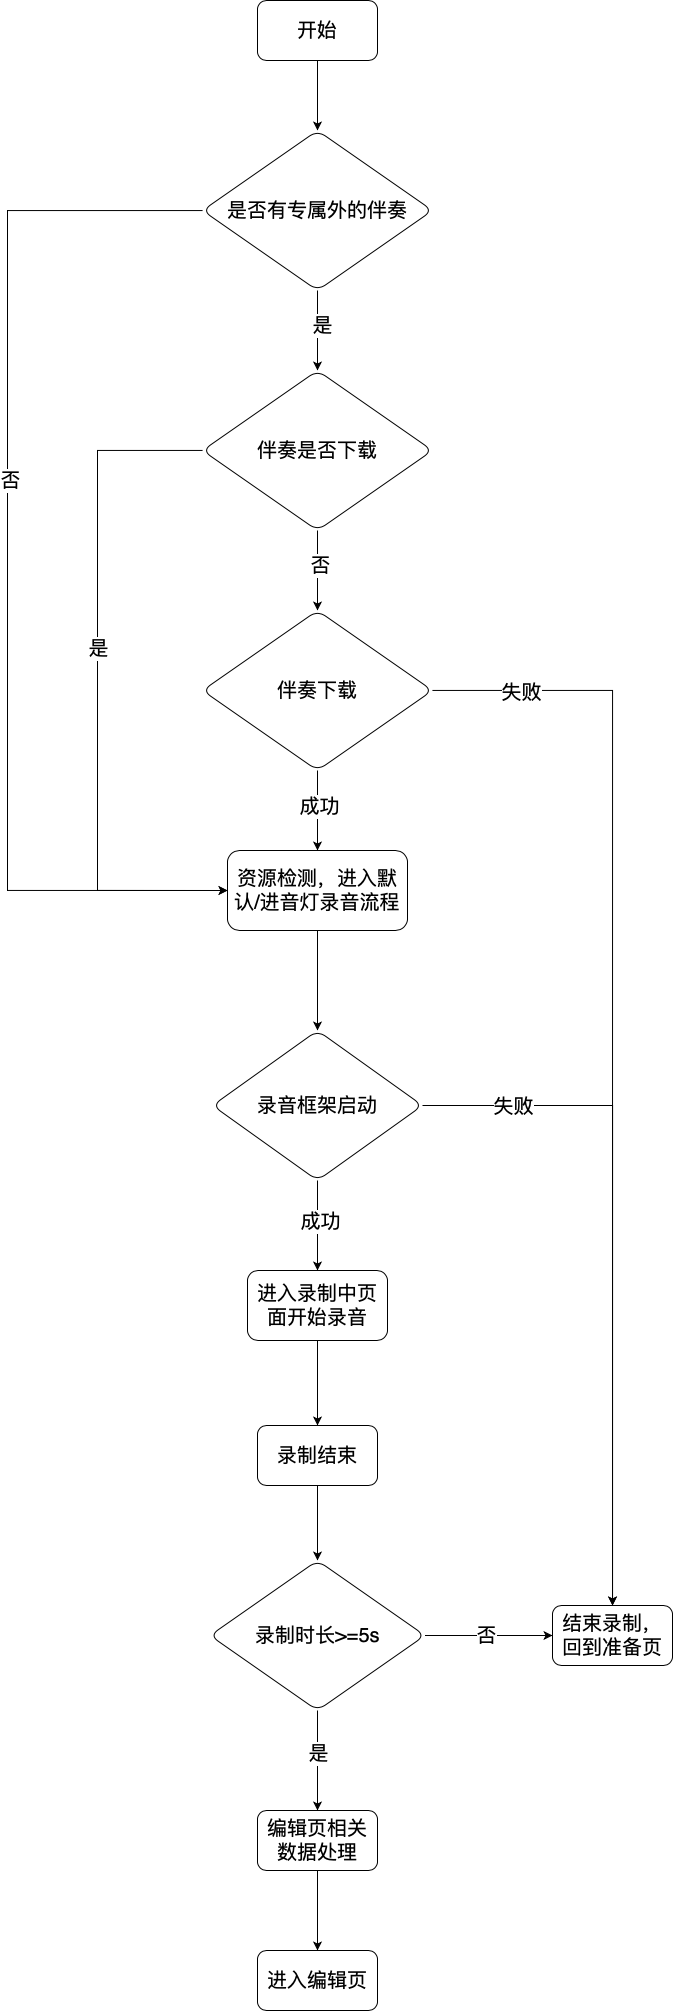 开始
是否有专属外的伴奏
是
伴奏是否下载
否
否
是
伴奏下载
失败
成功
资源检测，进入默
认/进音灯录音流程
录音框架启动
失败
成功
进入录制中页
面开始录音
录制结束
录制时长>=5s
否
结束录制，
回到准备页
是
编辑页相关
数据处理
进入编辑页